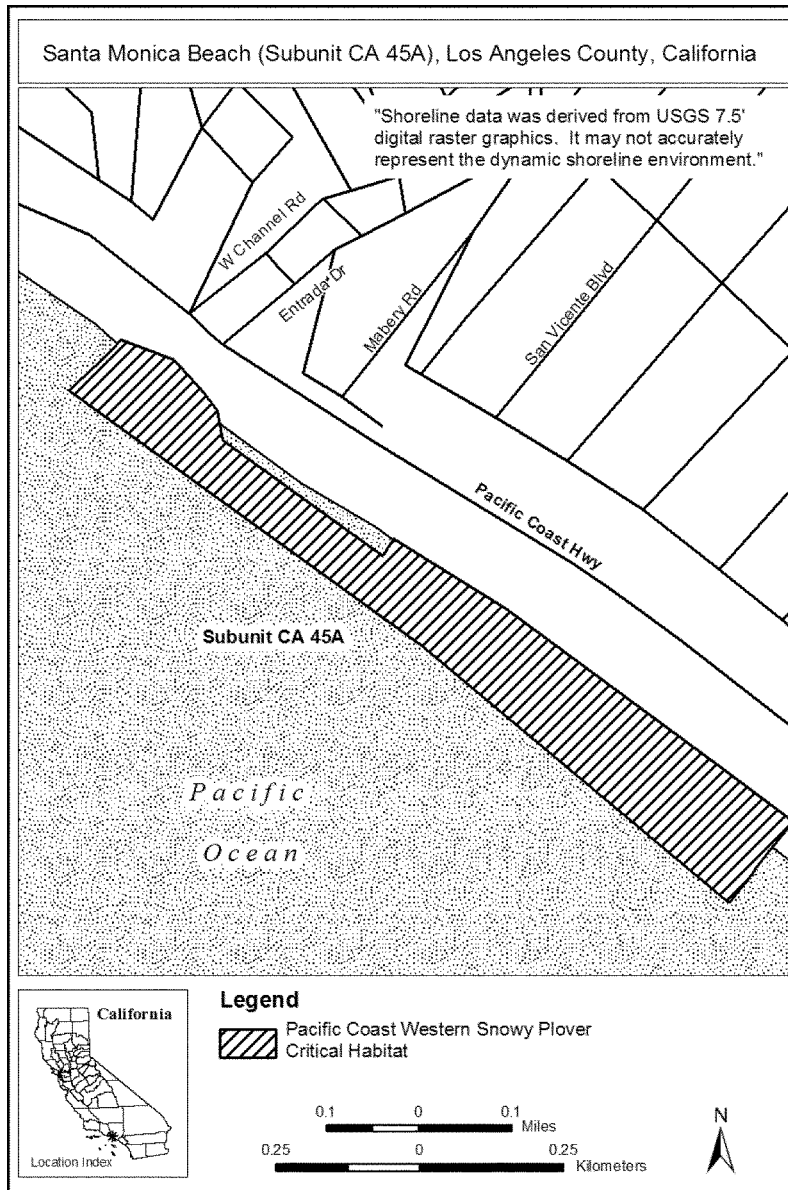 Santa Monica Beach (Subunit CA 45A), Los Angeles County, California
"Shoreline data was derived from USGS 7.5'
digital raster graphics. It may not accurately
represent the dynamic shoreline environment."
W Channel Rd
Entrada Dr
Mabery Rd
San Vicente Blvd
Pacific Coast Hwy
Subunit CA 45A
Pacific
Ocean
California
Location Index
Legend
Pacific Coast Western Snowy Plover
Critical Habitat
0.1 0 0.1
Miles
0.25 0 0.25
Kilometers
N